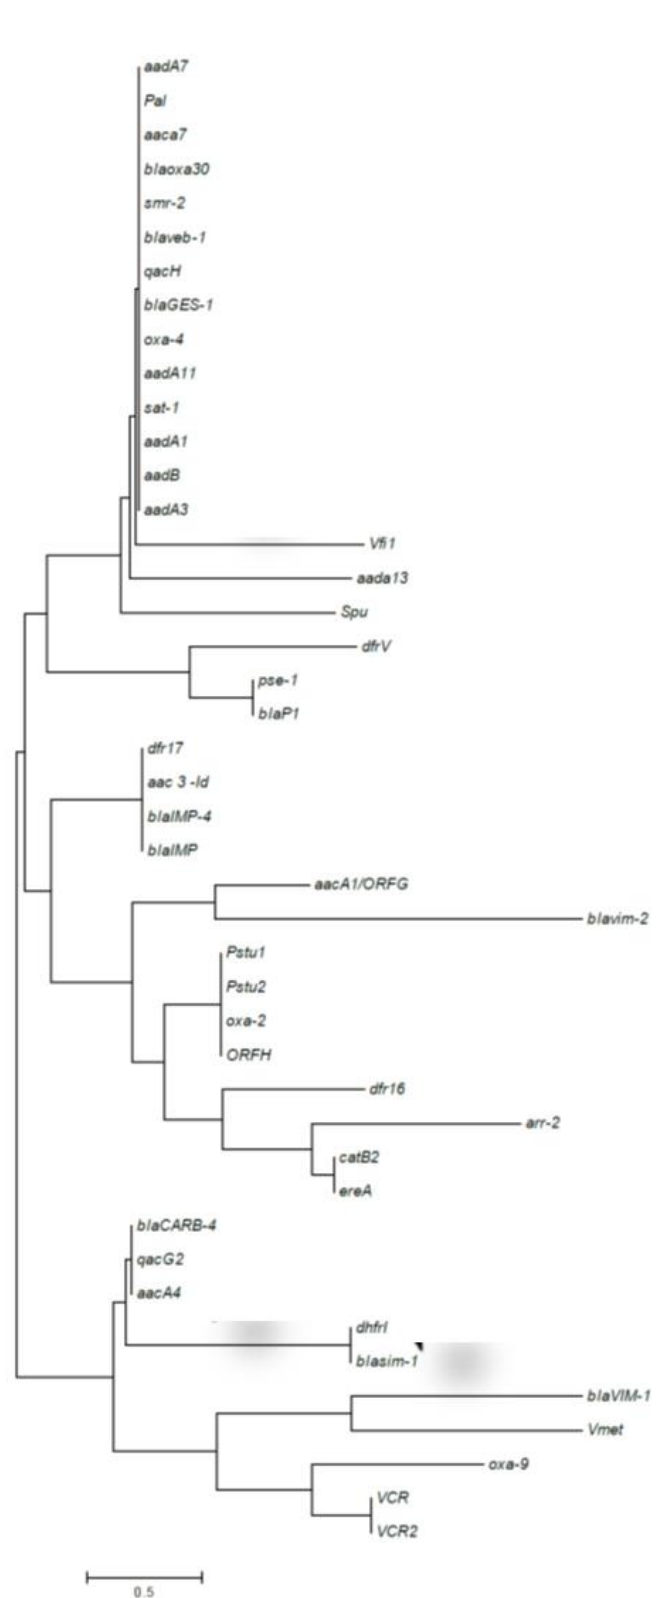 aadA7
Pal
aaca7
blaoxa30
smr-2
blaveb-1
qacH
blaGES-1
oxa-4
aadA11
sat-1
aadA1
aadB
aadA3
Vfi1
aada13
Spu
dfrV
pse-1
blaP1
dfr17
aac 3 -Id
blaIMP-4
blaIMP
aacA1/ORFG
blavim-2
Pstu1
Pstu2
oxa-2
ORFH
dfr16
arr-2
catB2
ereA
blaCARB-4
qacG2
aacA4
dhfrI
blasim-1
blaVIM-1
Vmet
oxa-9
VCR
VCR2
0.5